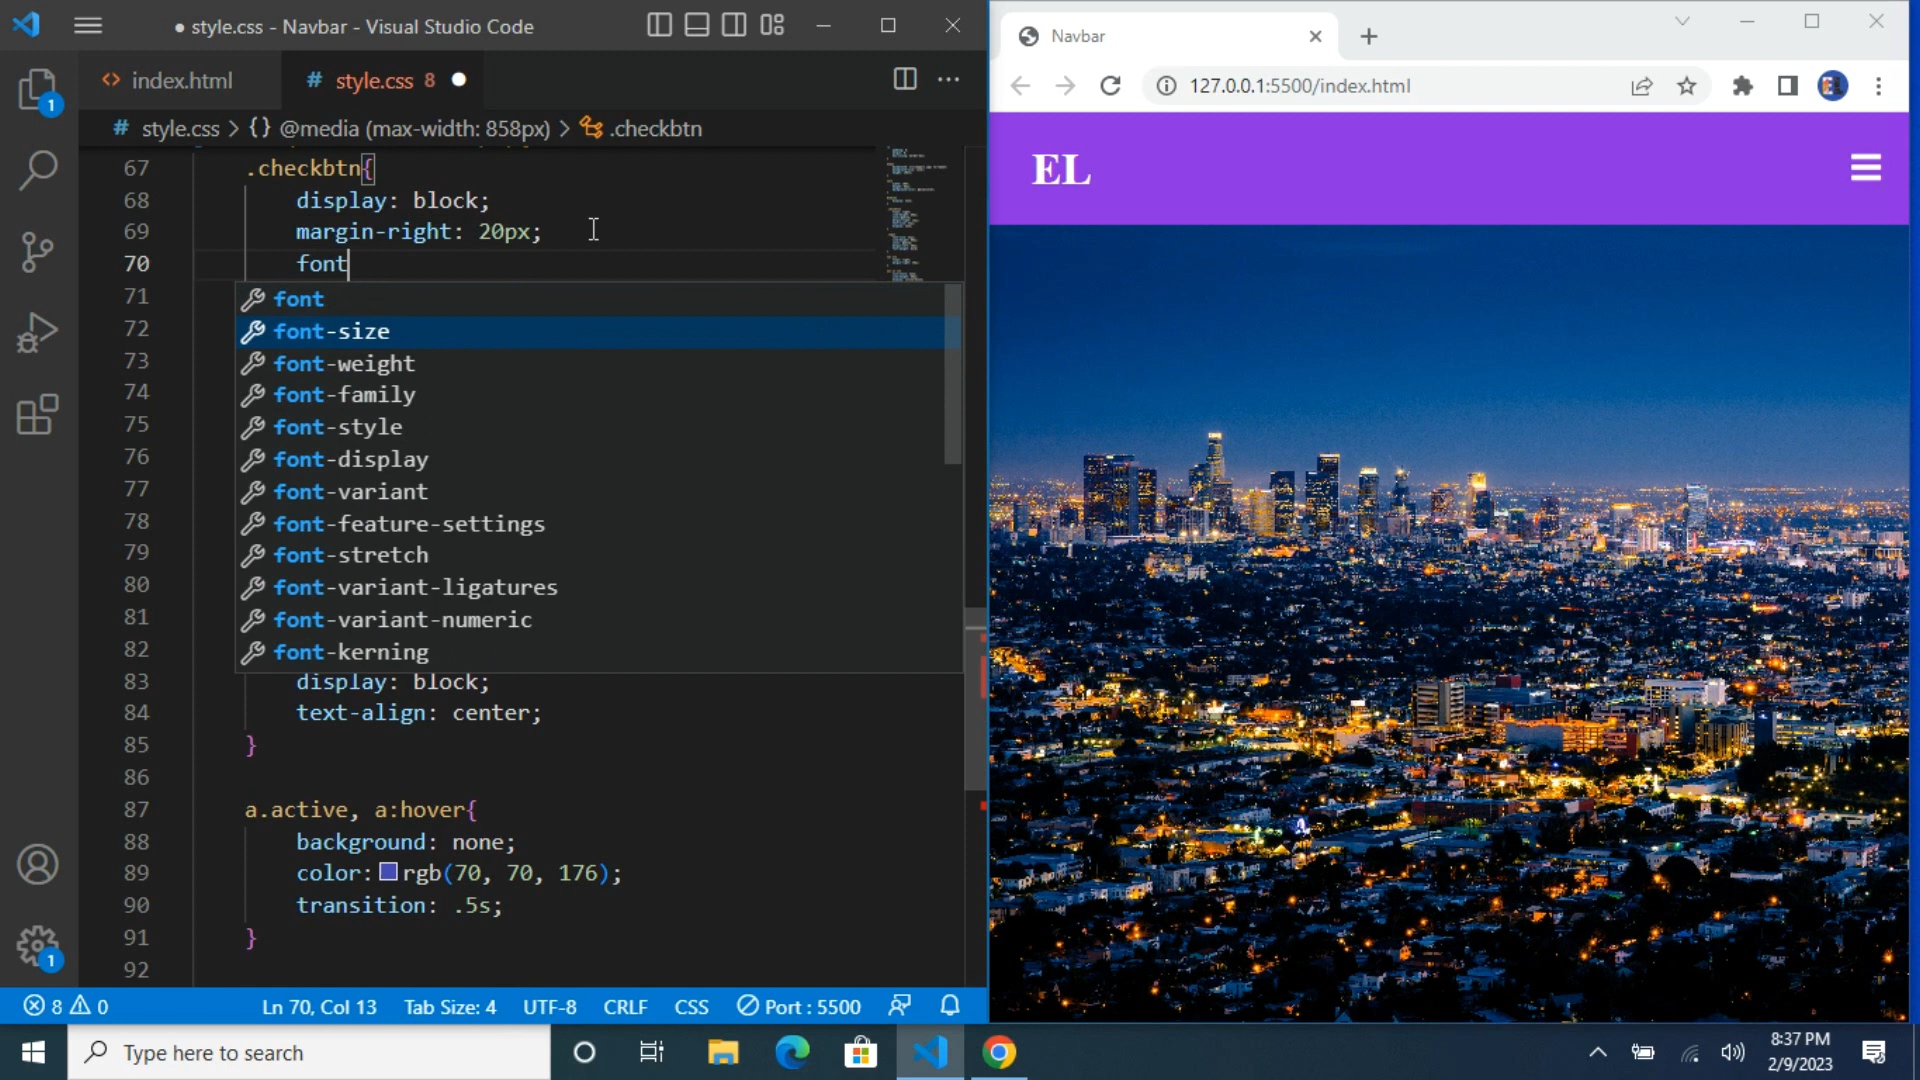 ● style.css - Navbar - Visual Studio Code
index.html
# style.css 8 ●
# style.css > {} @media (max-width: 858px) > .checkbtn
67 .checkbtn{
68 display: block;
69 margin-right: 20px;
70 font
71 font
72 font-size
73 font-weight
74 font-family
75 font-style
76 font-display
77 font-variant
78 font-feature-settings
79 font-stretch
80 font-variant-ligatures
81 font-variant-numeric
82 font-kerning
83 display: block;
84 text-align: center;
85 }
86
87 a.active, a:hover{
88 background: none;
89 color: rgb(70, 70, 176);
90 transition: .5s;
91 }
92
1
1
8 0 Ln 70, Col 13 Tab Size: 4 UTF-8 CRLF CSS Port : 5500
Navbar
127.0.0.1:5500/index.html
EL
Type here to search
8:37 PM
2/9/2023